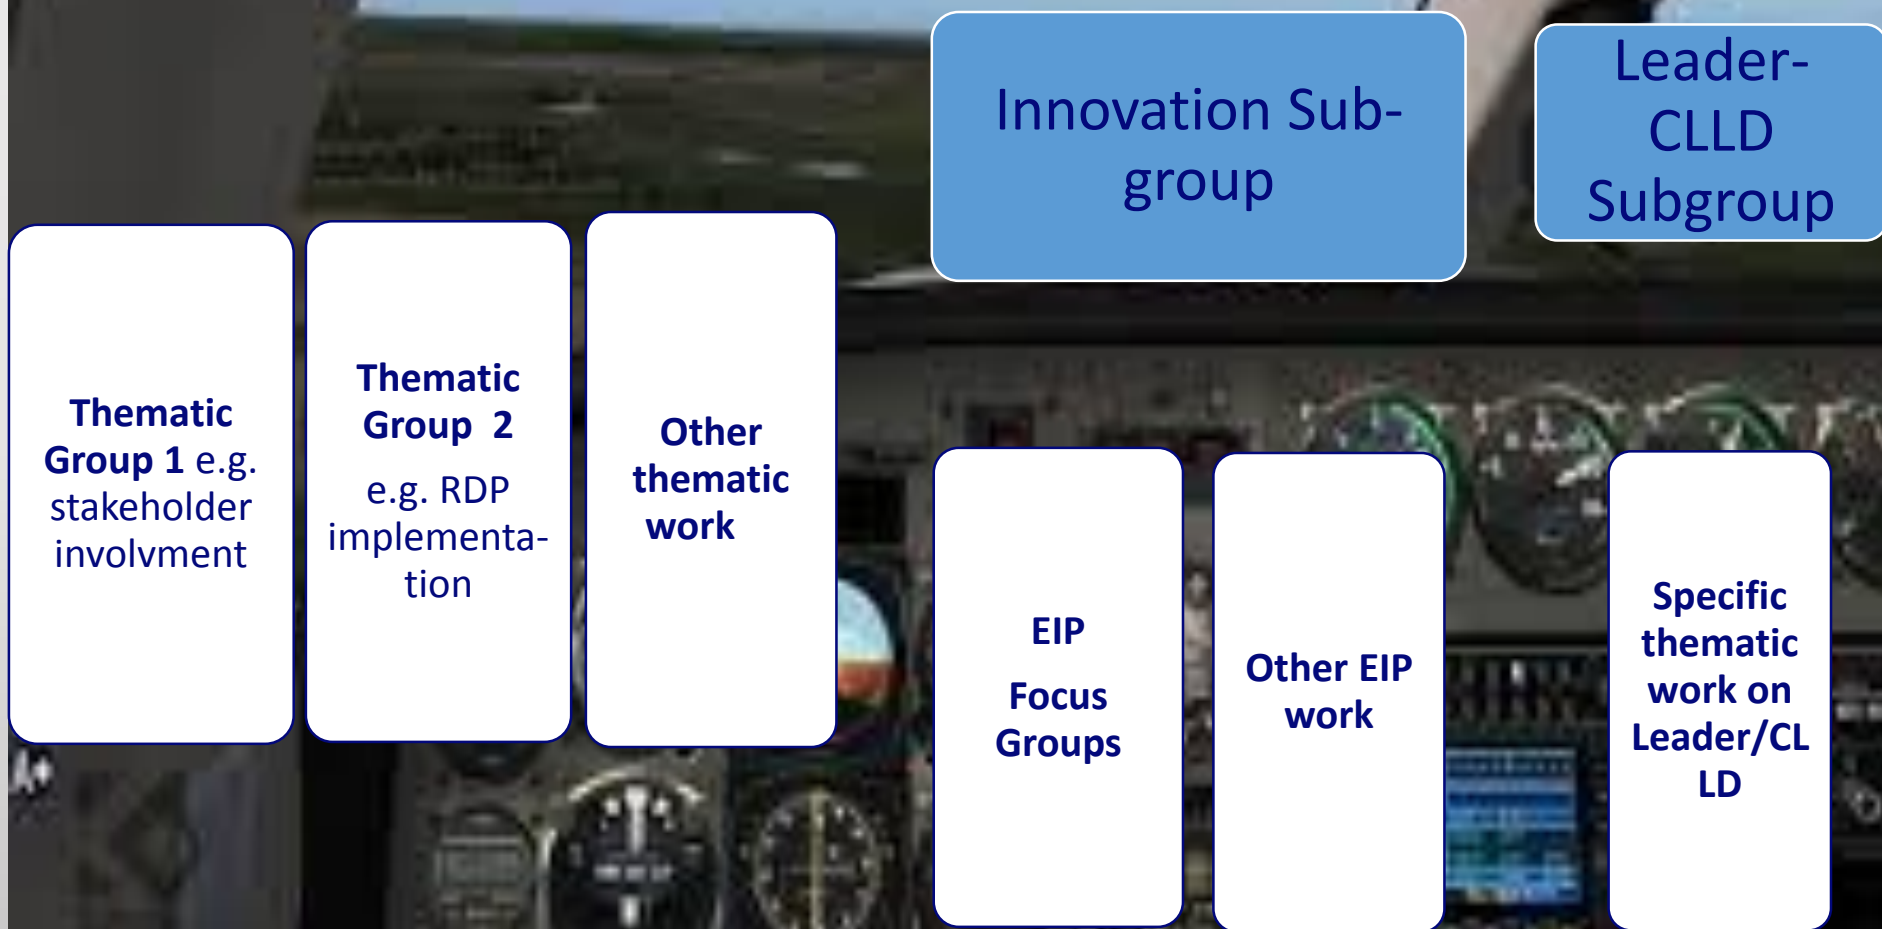 Innovation Sub-
group
Leader-
CLLD
Subgroup
Thematic
Group 1 e.g.
stakeholder
involvment
Thematic
Group 2
e.g. RDP
implementa-
tion
Other
thematic
work
EIP
Focus
Groups
Other EIP
work
Specific
thematic
work on
Leader/CL
LD
A+